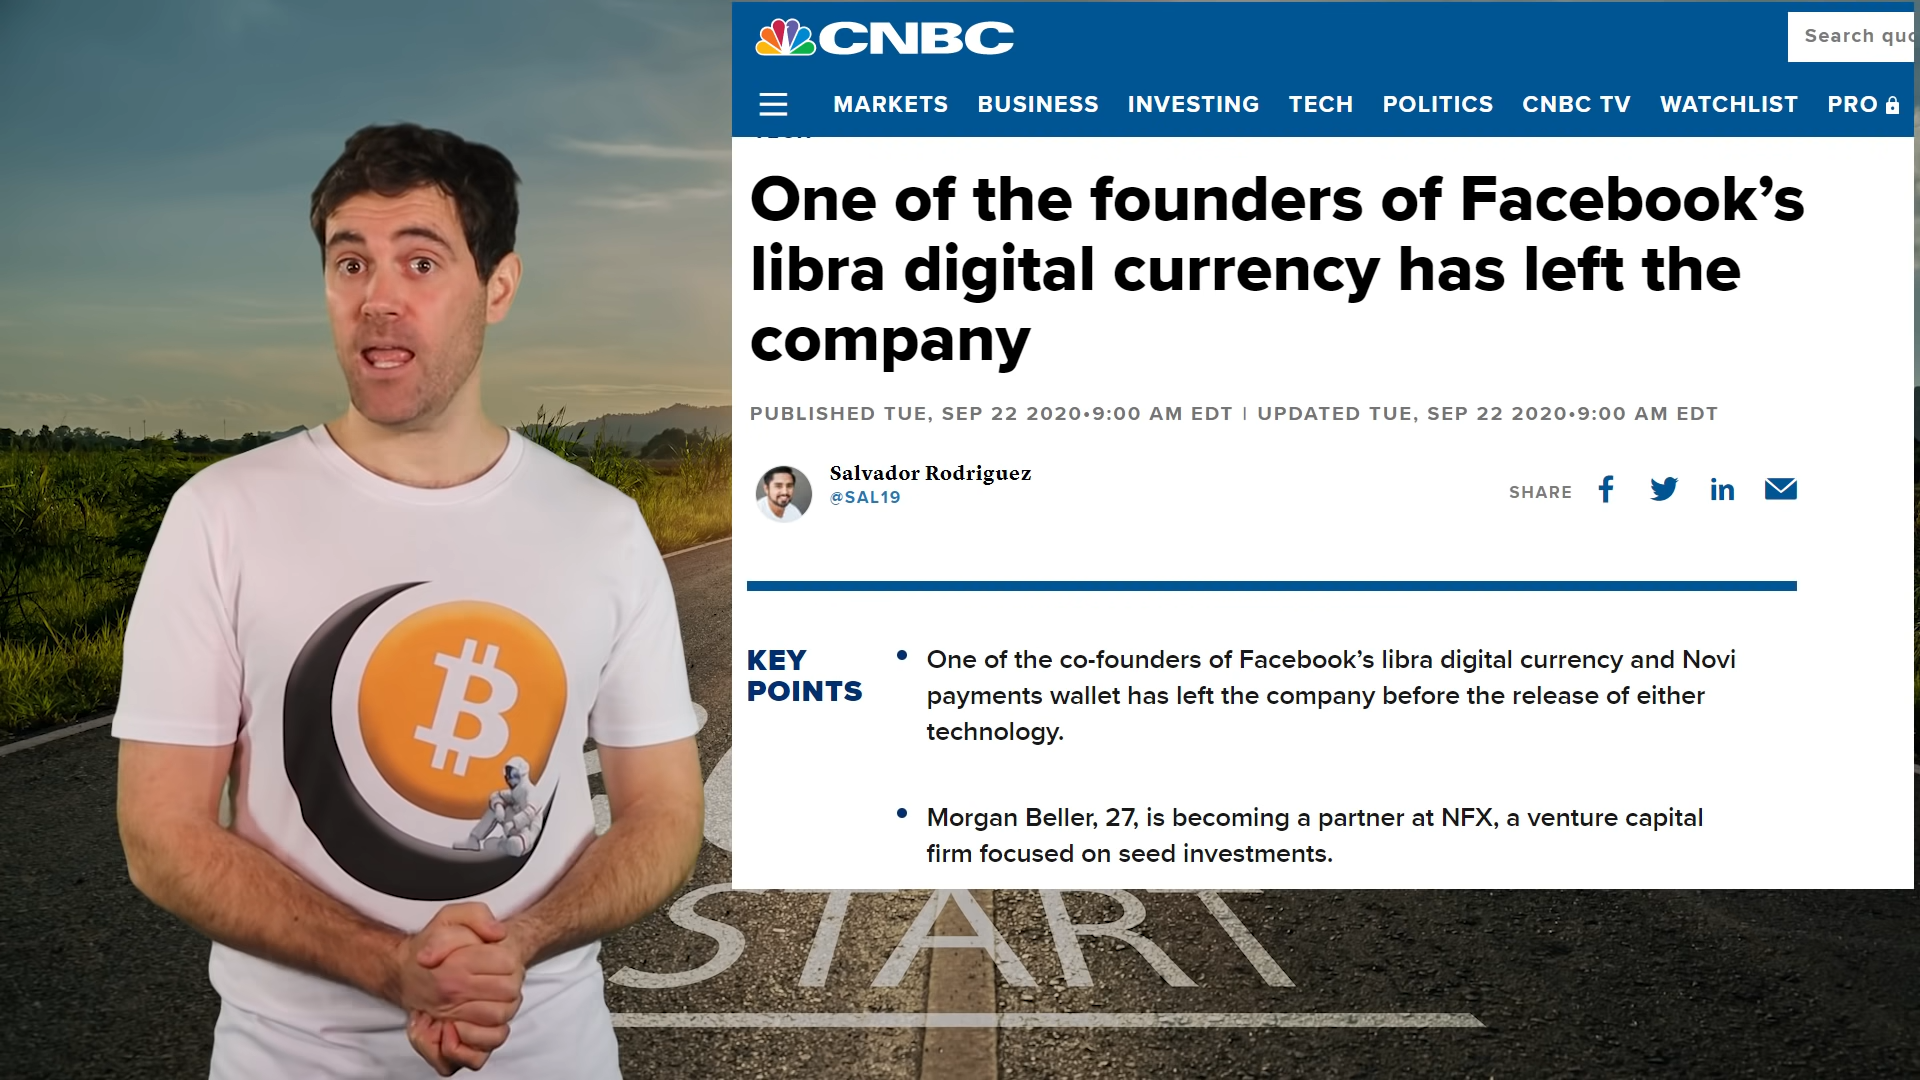 CNBC
Search quo
MARKETS BUSINESS INVESTING TECH POLITICS CNBC TV WATCHLIST PRO
TECH
One of the founders of Facebook’s
libra digital currency has left the
company
PUBLISHED TUE, SEP 22 2020•9:00 AM EDT | UPDATED TUE, SEP 22 2020•9:00 AM EDT
Salvador Rodriguez
@SAL19
SHARE
KEY
POINTS
• One of the co-founders of Facebook’s libra digital currency and Novi
payments wallet has left the company before the release of either
technology.
• Morgan Beller, 27, is becoming a partner at NFX, a venture capital
firm focused on seed investments.
₿
START